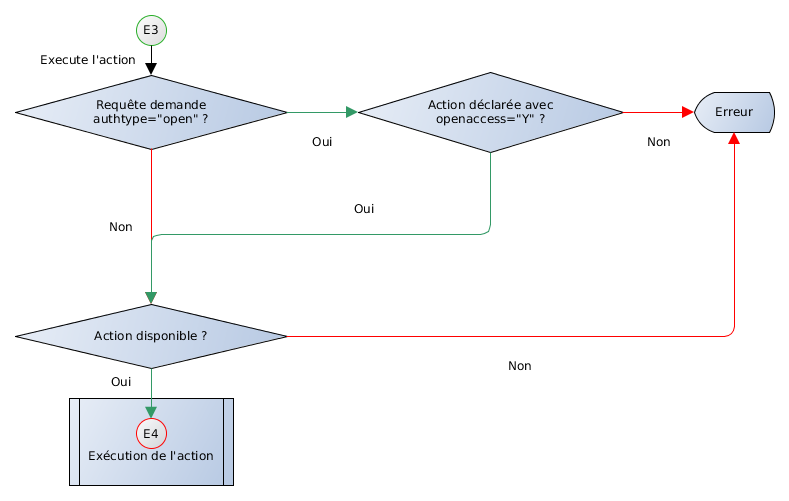 E3
Execute l'action
Requête demande
authtype="open" ?
Action déclarée avec
openaccess="Y" ?
Erreur
Oui
Non
Oui
Non
Action disponible ?
Non
Oui
E4
Exécution de l'action